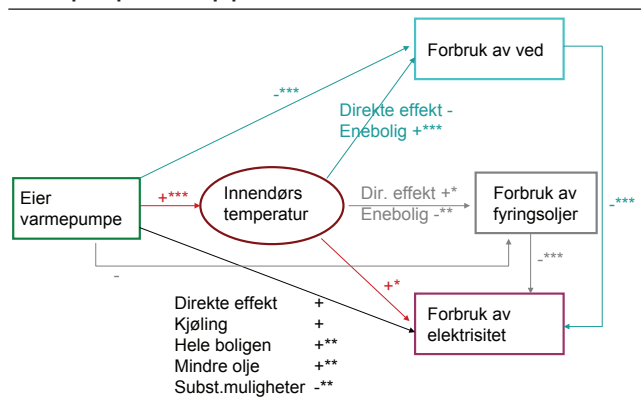 Forbruk av ved
-***
Direkte effekt -
Enebolig +***
Eier
varmepumpe
+***
Innendørs
temperatur
Dir. effekt +*
Enebolig -**
Forbruk av
fyringsoljer
-***
-***
-
+*
Direkte effekt +
Kjøling +
Hele boligen +**
Mindre olje +**
Subst.muligheter -**
Forbruk av
elektrisitet